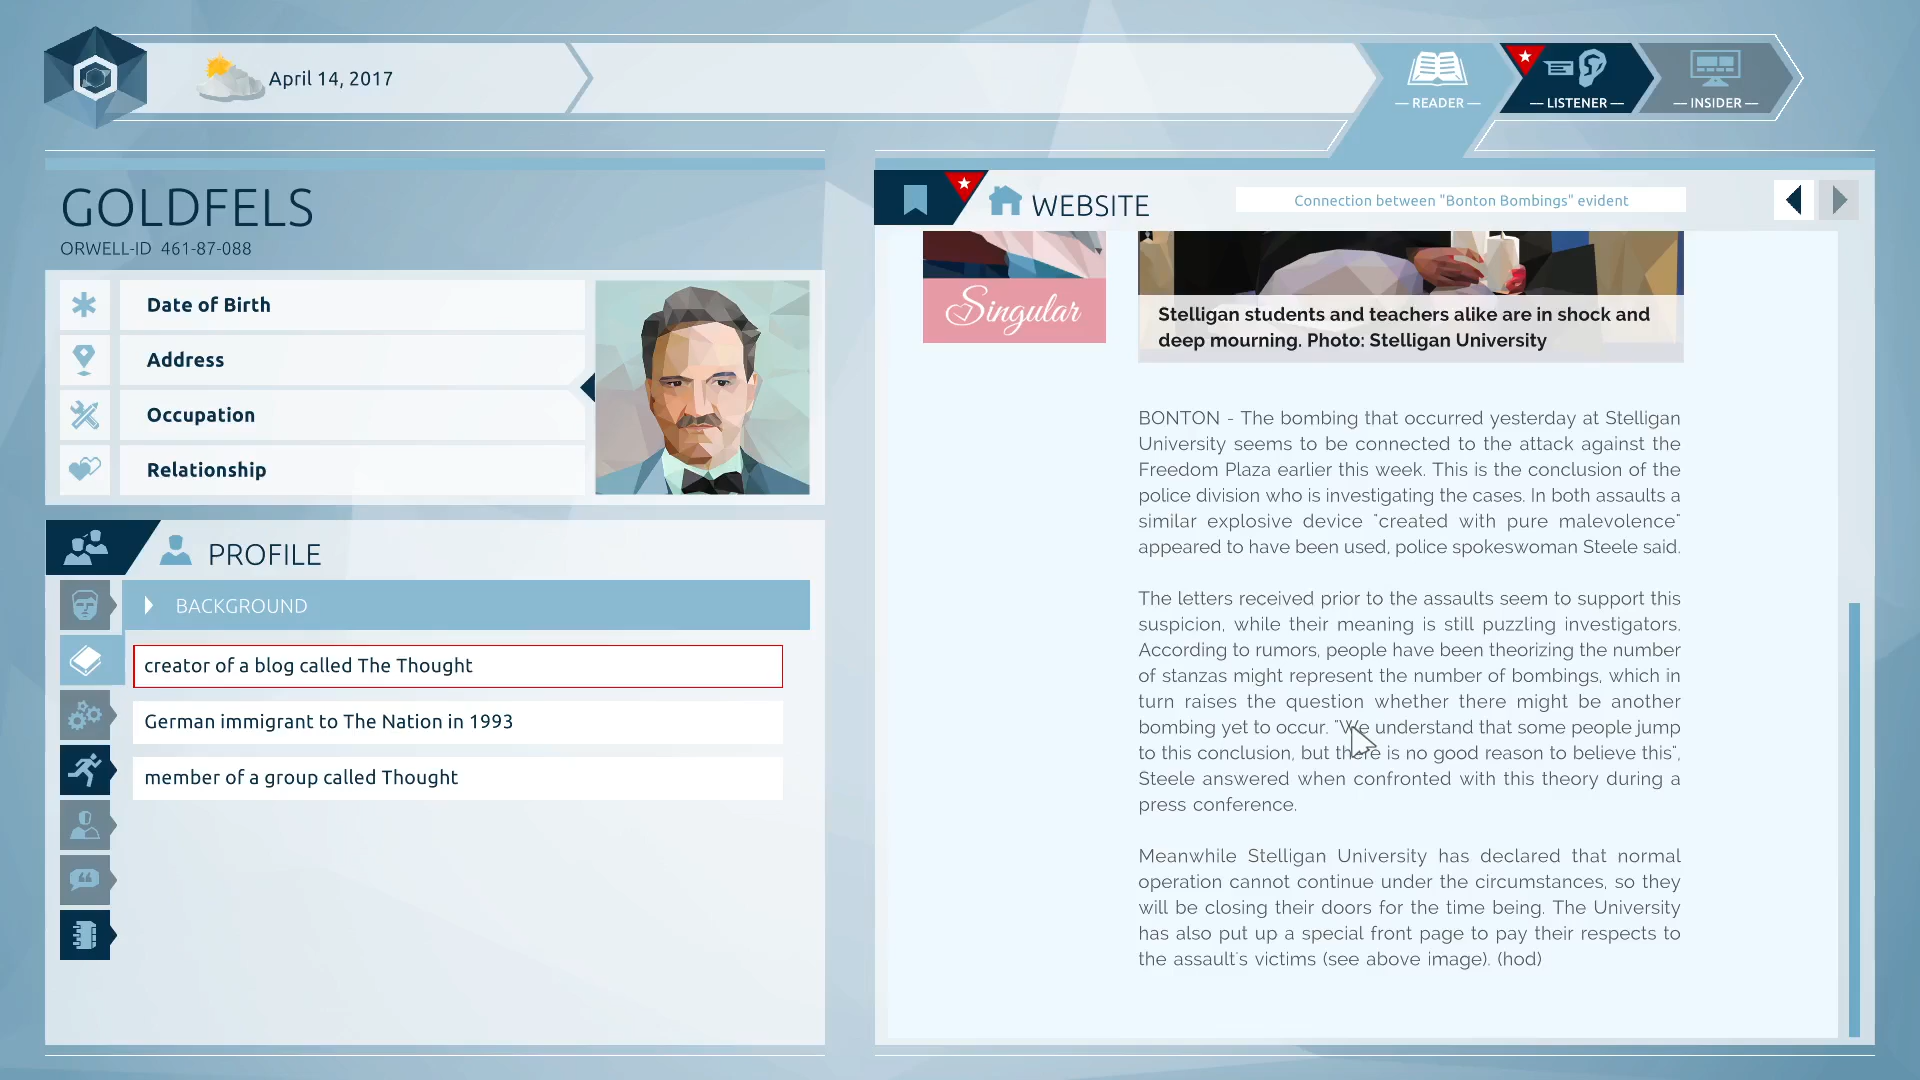 April 14, 2017
— READER —
— LISTENER —
— INSIDER —
GOLDFELS
ORWELL-ID 461-87-088
Date of Birth
Address
Occupation
Relationship
PROFILE
BACKGROUND
creator of a blog called The Thought
German immigrant to The Nation in 1993
member of a group called Thought
WEBSITE
Connection between "Bonton Bombings" evident
Singular
Stelligan students and teachers alike are in shock and
deep mourning. Photo: Stelligan University
BONTON - The bombing that occurred yesterday at Stelligan
University seems to be connected to the attack against the
Freedom Plaza earlier this week. This is the conclusion of the
police division who is investigating the cases. In both assaults a
similar explosive device "created with pure malevolence"
appeared to have been used, police spokeswoman Steele said.
The letters received prior to the assaults seem to support this
suspicion, while their meaning is still puzzling investigators.
According to rumors, people have been theorizing the number
of stanzas might represent the number of bombings, which in
turn raises the question whether there might be another
bombing yet to occur. "We understand that some people jump
to this conclusion, but there is no good reason to believe this",
Steele answered when confronted with this theory during a
press conference.
Meanwhile Stelligan University has declared that normal
operation cannot continue under the circumstances, so they
will be closing their doors for the time being. The University
has also put up a special front page to pay their respects to
the assault's victims (see above image). (hod)